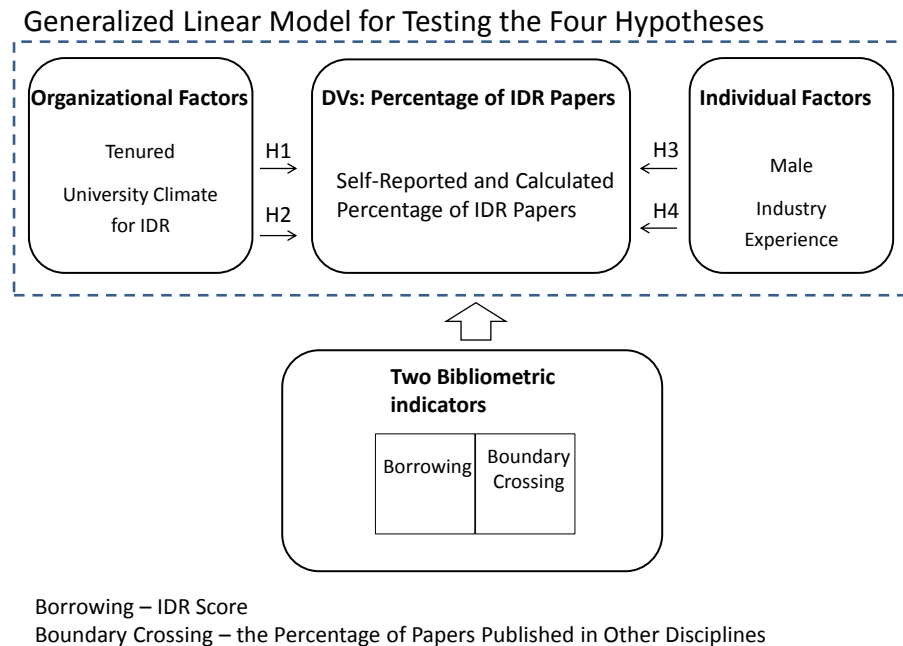 Generalized Linear Model for Testing the Four Hypotheses
Organizational Factors
Tenured
University Climate
for IDR
H1
H2
DVs: Percentage of IDR Papers
Self-Reported and Calculated
Percentage of IDR Papers
H3
H4
Individual Factors
Male
Industry
Experience
Two Bibliometric
indicators
Borrowing
Boundary
Crossing
Borrowing – IDR Score
Boundary Crossing – the Percentage of Papers Published in Other Disciplines